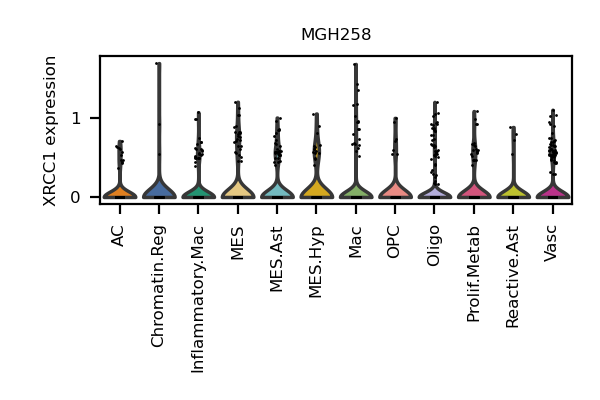 MGH258
XRCC1 expression
1
0
AC
Chromatin.Reg
Inflammatory.Mac
MES
MES.Ast
MES.Hyp
Mac
OPC
Oligo
Prolif.Metab
Reactive.Ast
Vasc